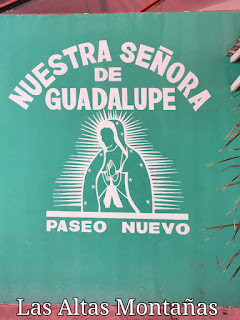 NUESTRA SEÑORA
DE
GUADALUPE
PASEO NUEVO
Las Altas Montañas